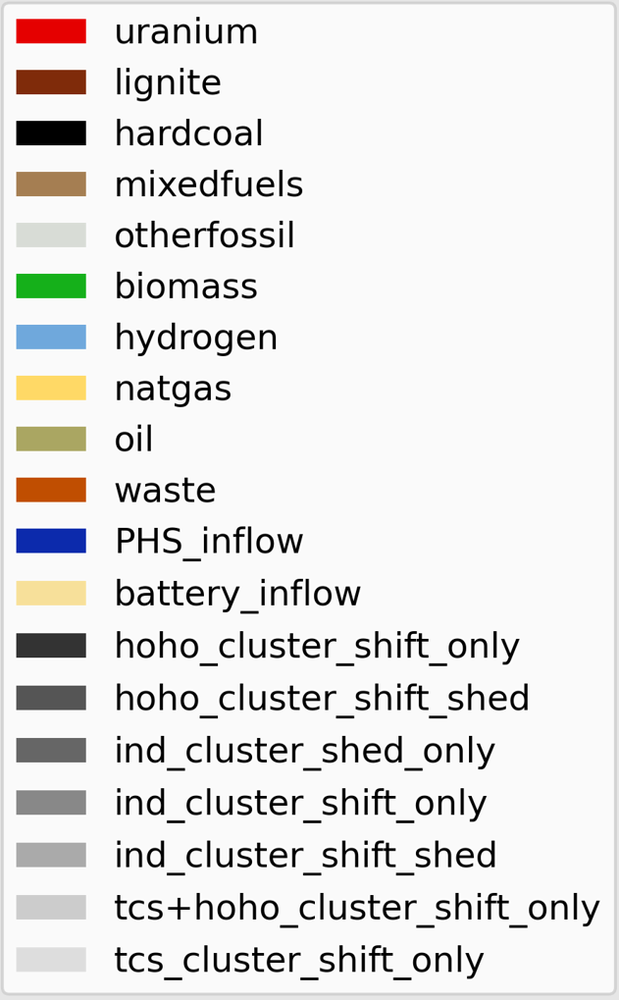 uranium
lignite
hardcoal
mixedfuels
otherfossil
biomass
hydrogen
natgas
oil
waste
PHS_inflow
battery_inflow
hoho_cluster_shift_only
hoho_cluster_shift_shed
ind_cluster_shed_only
ind_cluster_shift_only
ind_cluster_shift_shed
tcs+hoho_cluster_shift_only
tcs_cluster_shift_only